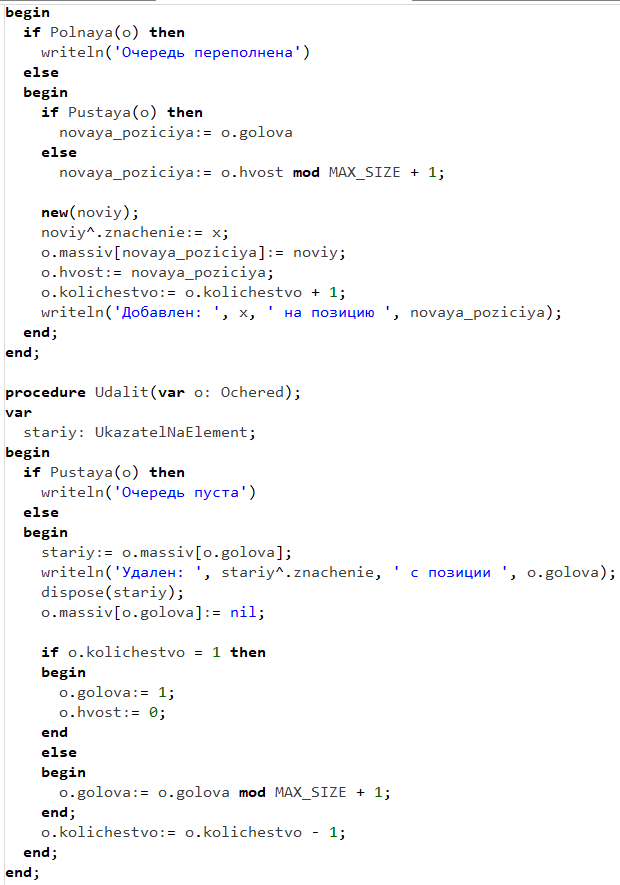 begin
  if Polnaya(o) then
    writeln('Очередь переполнена')
  else
  begin
    if Pustaya(o) then
      novaya_poziciya:= o.golova
    else
      novaya_poziciya:= o.hvost mod MAX_SIZE + 1;

    new(noviy);
    noviy^.znachenie:= x;
    o.massiv[novaya_poziciya]:= noviy;
    o.hvost:= novaya_poziciya;
    o.kolichestvo:= o.kolichestvo + 1;
    writeln('Добавлен: ', x, ' на позицию ', novaya_poziciya);
  end;
end;

procedure Udalit(var o: Ochered);
var
  stariy: UkazatelNaElement;
begin
  if Pustaya(o) then
    writeln('Очередь пуста')
  else
  begin
    stariy:= o.massiv[o.golova];
    writeln('Удален: ', stariy^.znachenie, ' с позиции ', o.golova);
    dispose(stariy);
    o.massiv[o.golova]:= nil;

    if o.kolichestvo = 1 then
    begin
      o.golova:= 1;
      o.hvost:= 0;
    end
    else
    begin
      o.golova:= o.golova mod MAX_SIZE + 1;
    end;
    o.kolichestvo:= o.kolichestvo - 1;
  end;
end;